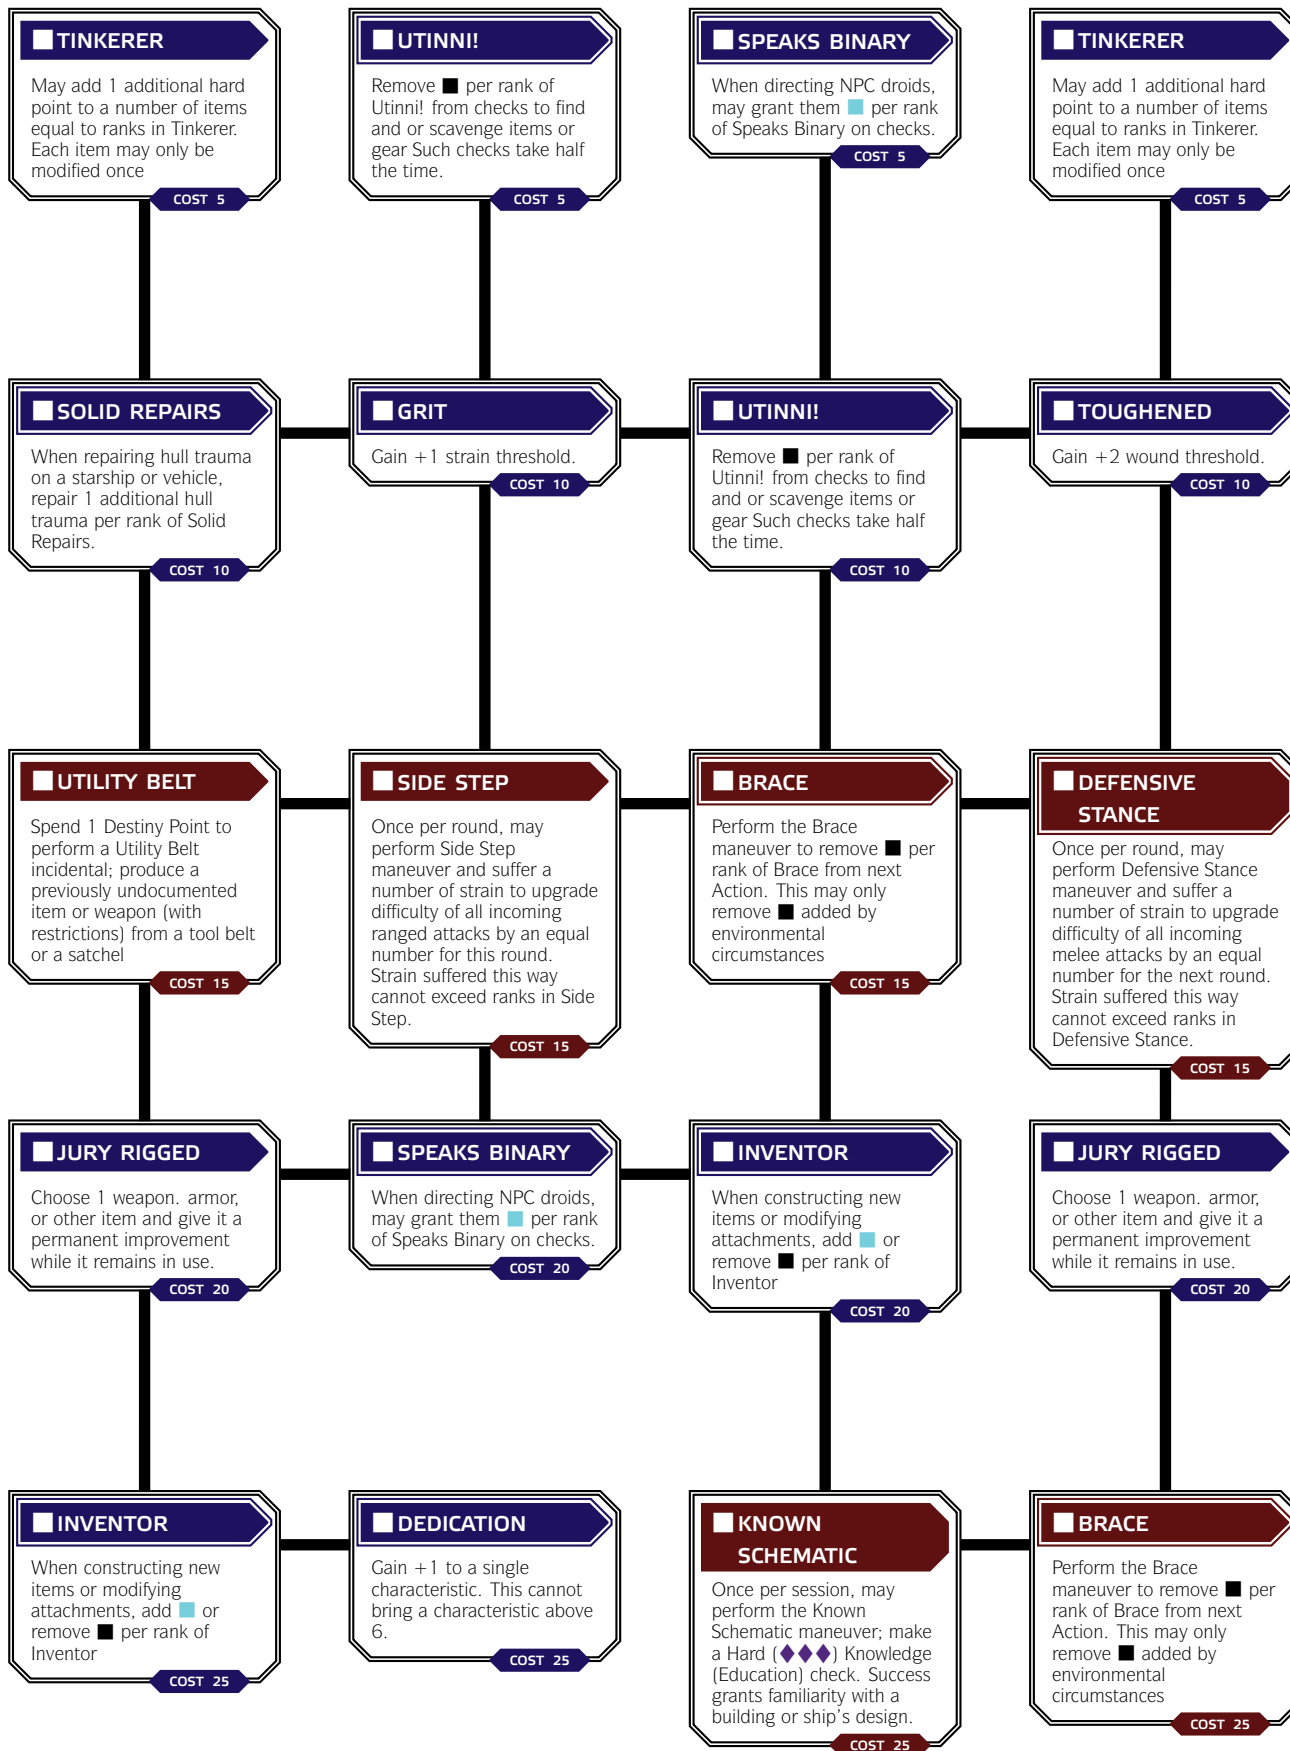 TINKERER
May add 1 additional hard
point to a number of items
equal to ranks in Tinkerer.
Each item may only be
modified once
COST 5
UTINNI!
Remove ■ per rank of
Utinni! from checks to find
and or scavenge items or
gear Such checks take half
the time.
COST 5
SPEAKS BINARY
When directing NPC droids,
may grant them ■ per rank
of Speaks Binary on checks.
COST 5
TINKERER
May add 1 additional hard
point to a number of items
equal to ranks in Tinkerer.
Each item may only be
modified once
COST 5
SOLID REPAIRS
When repairing hull trauma
on a starship or vehicle,
repair 1 additional hull
trauma per rank of Solid
Repairs.
COST 10
GRIT
Gain +1 strain threshold.
COST 10
UTINNI!
Remove ■ per rank of
Utinni! from checks to find
and or scavenge items or
gear Such checks take half
the time.
COST 10
TOUGHENED
Gain +2 wound threshold.
COST 10
UTILITY BELT
Spend 1 Destiny Point to
perform a Utility Belt
incidental; produce a
previously undocumented
item or weapon (with
restrictions) from a tool belt
or a satchel
COST 15
SIDE STEP
Once per round, may
perform Side Step
maneuver and suffer a
number of strain to upgrade
difficulty of all incoming
ranged attacks by an equal
number for this round.
Strain suffered this way
cannot exceed ranks in Side
Step.
COST 15
BRACE
Perform the Brace
maneuver to remove ■ per
rank of Brace from next
Action. This may only
remove ■ added by
environmental
circumstances
COST 15
DEFENSIVE
STANCE
Once per round, may
perform Defensive Stance
maneuver and suffer a
number of strain to upgrade
difficulty of all incoming
melee attacks by an equal
number for the next round.
Strain suffered this way
cannot exceed ranks in
Defensive Stance.
COST 15
JURY RIGGED
Choose 1 weapon. armor,
or other item and give it a
permanent improvement
while it remains in use.
COST 20
SPEAKS BINARY
When directing NPC droids,
may grant them ■ per rank
of Speaks Binary on checks.
COST 20
INVENTOR
When constructing new
items or modifying
attachments, add ■ or
remove ■ per rank of
Inventor
COST 20
JURY RIGGED
Choose 1 weapon. armor,
or other item and give it a
permanent improvement
while it remains in use.
COST 20
INVENTOR
When constructing new
items or modifying
attachments, add ■ or
remove ■ per rank of
Inventor
COST 25
DEDICATION
Gain +1 to a single
characteristic. This cannot
bring a characteristic above
6.
COST 25
KNOWN
SCHEMATIC
Once per session, may
perform the Known
Schematic maneuver; make
a Hard (◆◆◆) Knowledge
(Education) check. Success
grants familiarity with a
building or ship's design.
COST 25
BRACE
Perform the Brace
maneuver to remove ■ per
rank of Brace from next
Action. This may only
remove ■ added by
environmental
circumstances
COST 25